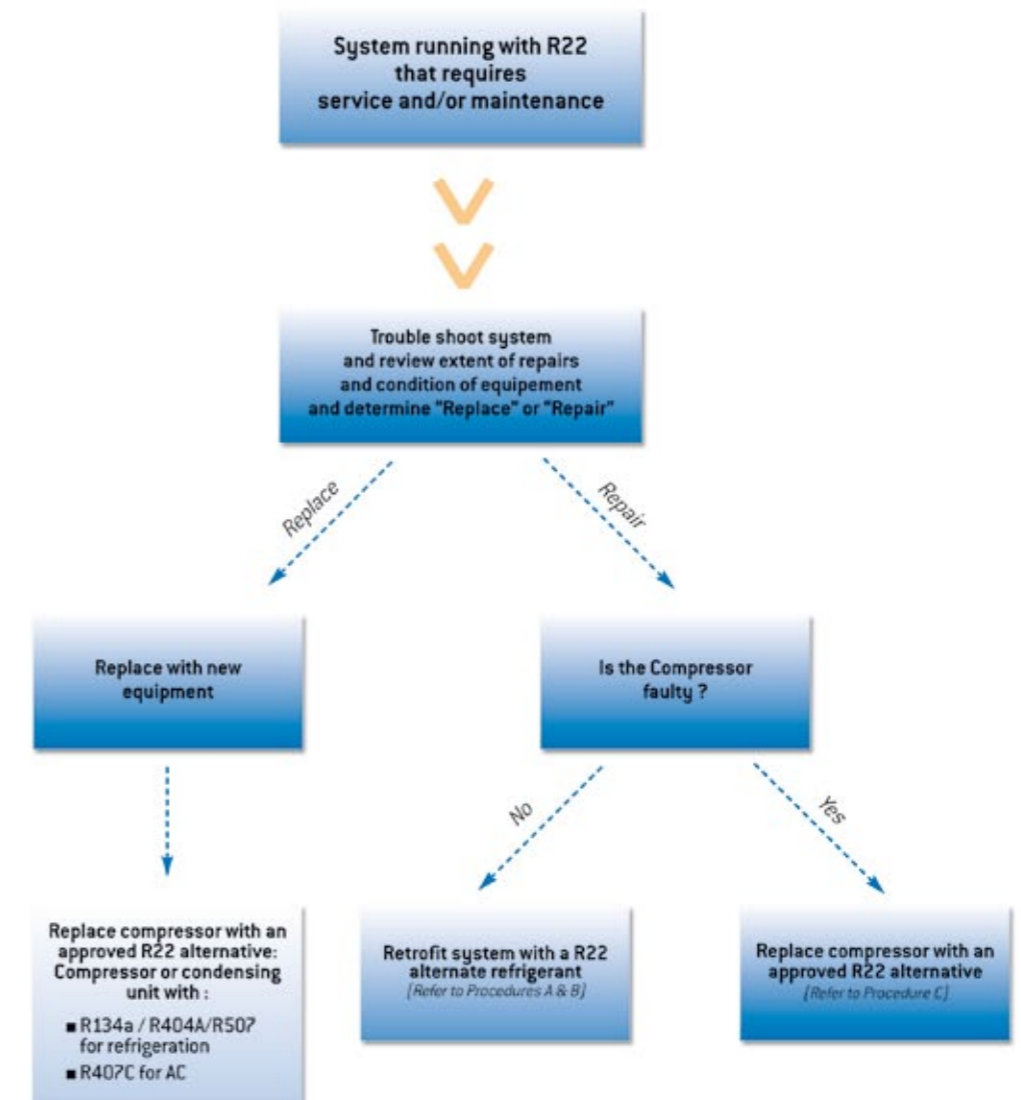 System running with R22
that requires
service and/or maintenance
Trouble shoot system
and review extent of repairs
and condition of equipement
and determine "Replace" or "Repair"
Replace
Repair
Replace with new
equipment
Is the Compressor
faulty ?
No
Yes
Replace compressor with an
approved R22 alternative:
Compressor or condensing
unit with :
■ R134a / R404A/R507
for refrigeration
■ R407C for AC
Retrofit system with a R22
alternate refrigerant
[Refer to Procedures A & B]
Replace compressor with an
approved R22 alternative
[Refer to Procedure C]